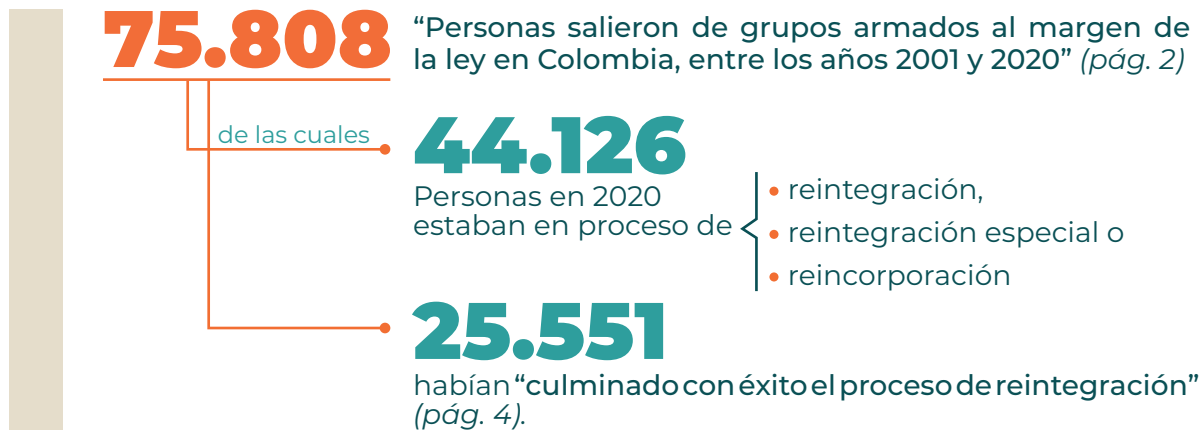 75.808
“Personas salieron de grupos armados al margen de
la ley en Colombia, entre los años 2001 y 2020” (pág. 2)
de las cuales
44.126
Personas en 2020
estaban en proceso de
• reintegración,
• reintegración especial o
• reincorporación
25.551
habían “culminado con éxito el proceso de reintegración”
(pág. 4).